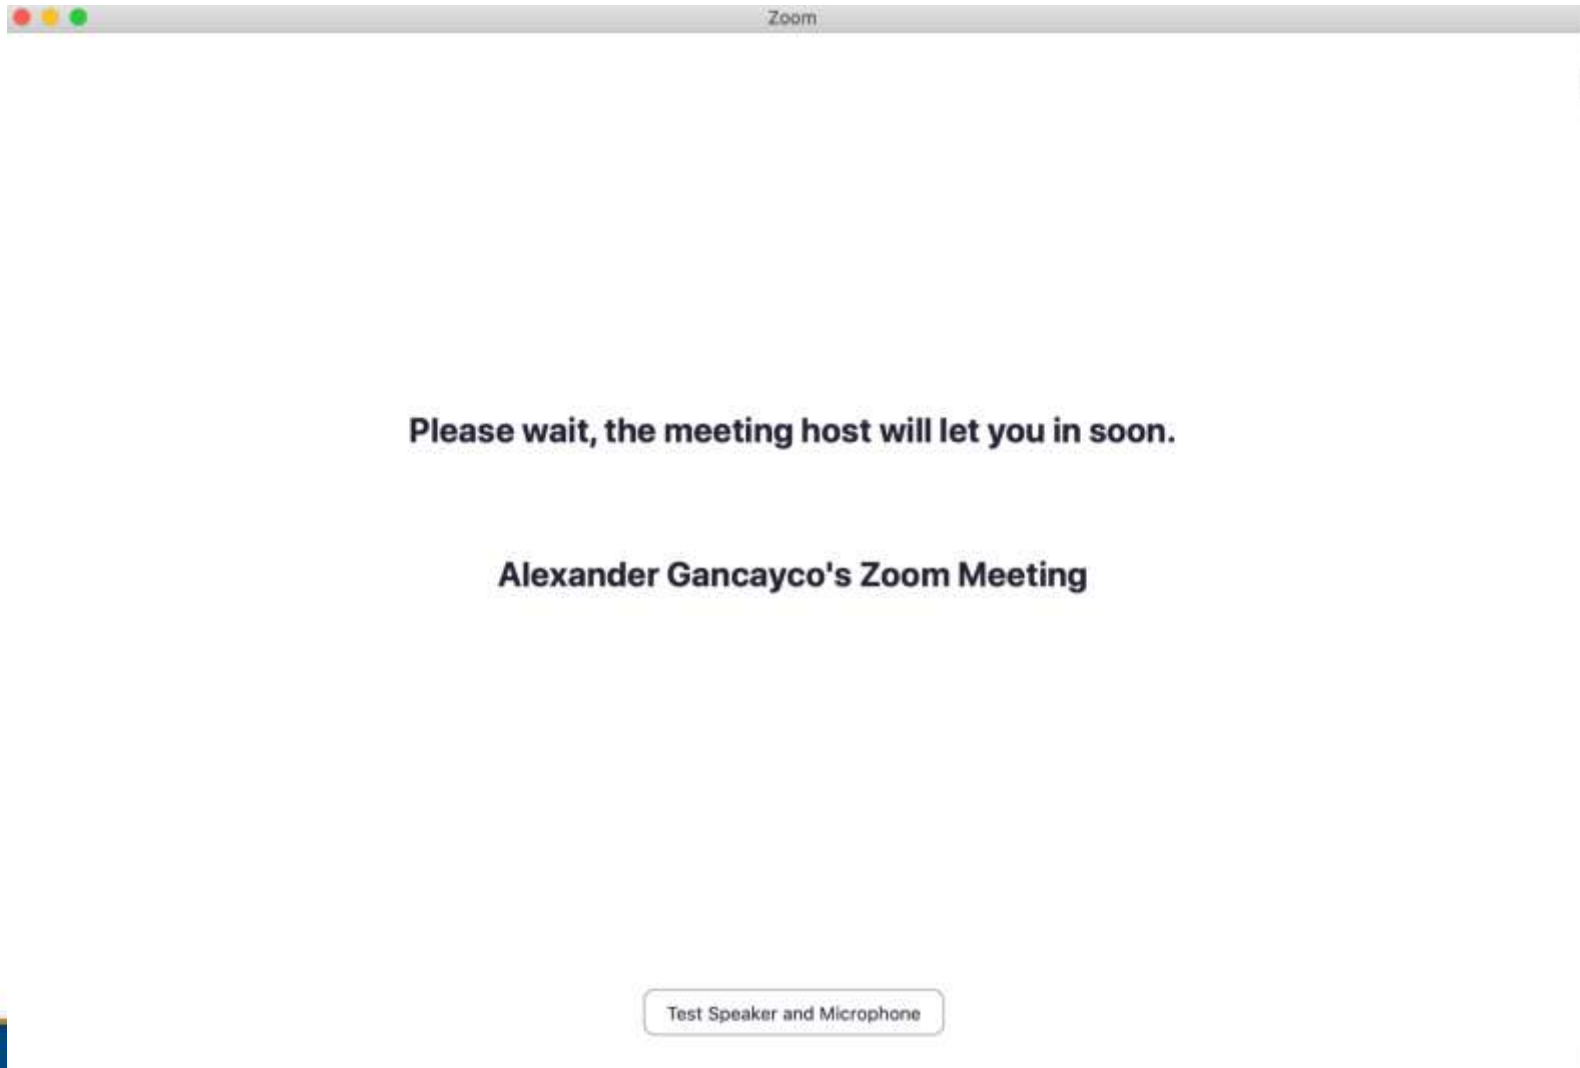 Zoom
Please wait, the meeting host will let you in soon.
Alexander Gancayco's Zoom Meeting
Test Speaker and Microphone